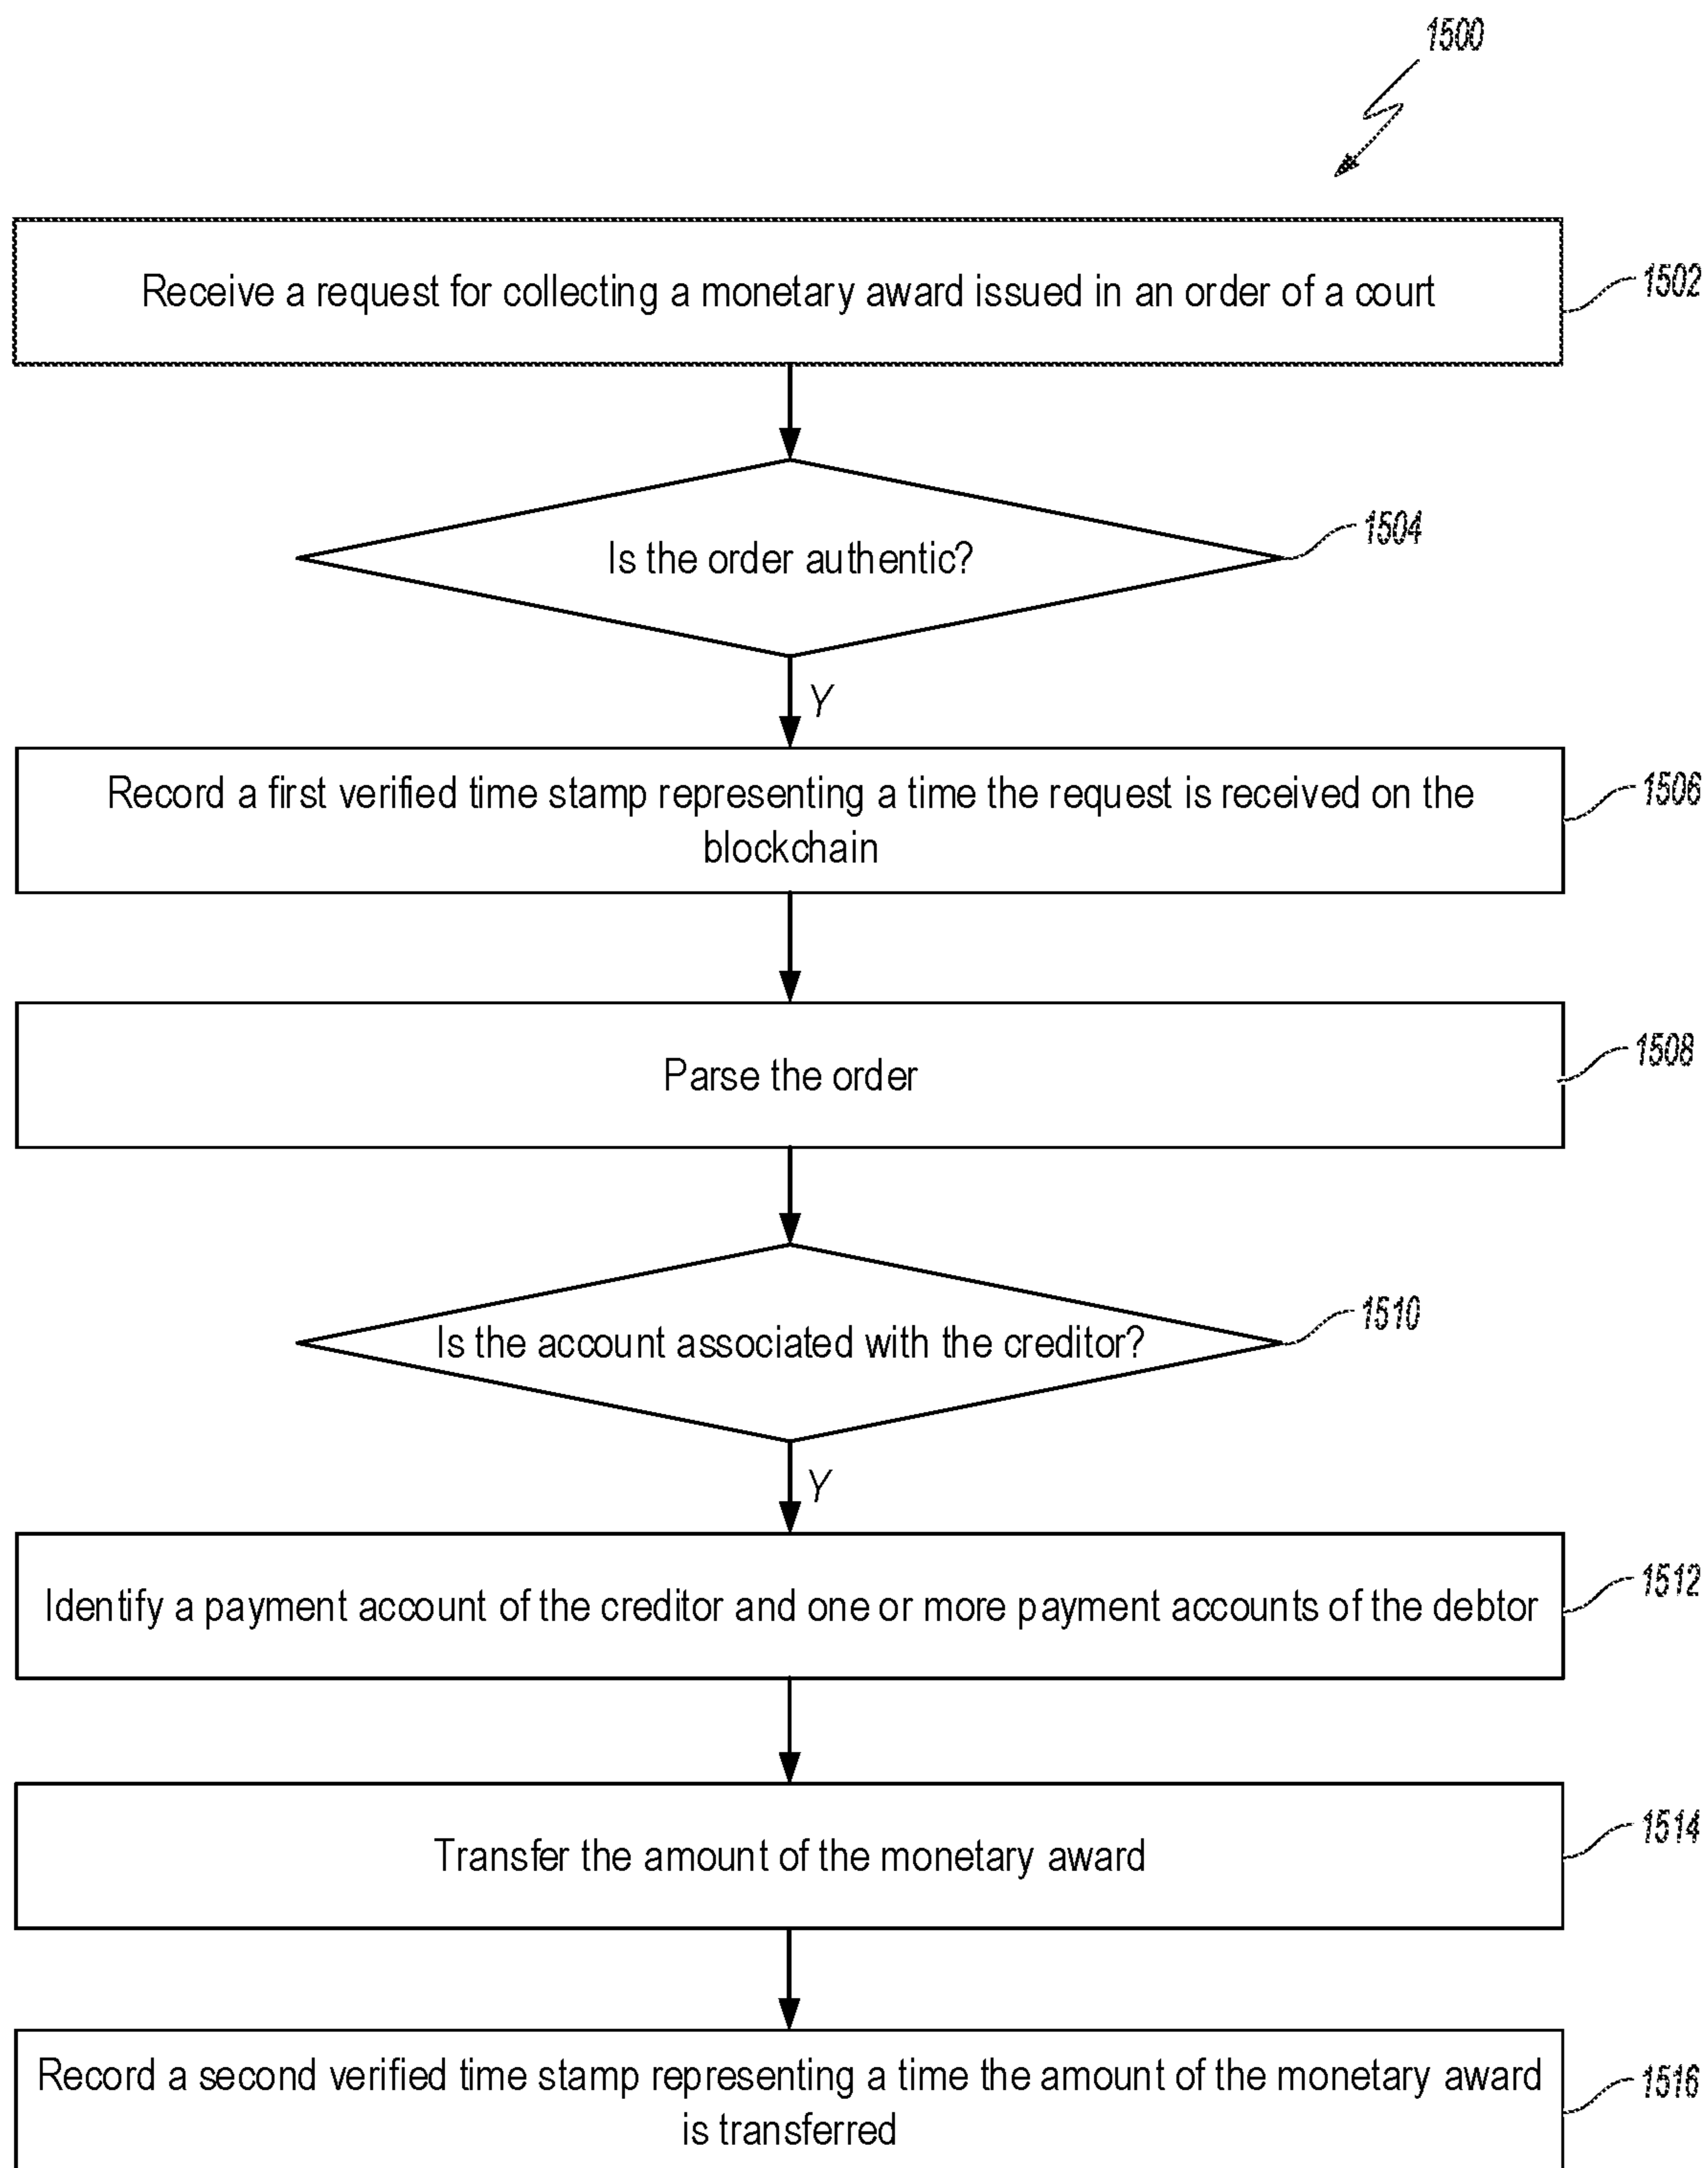 1500
Receive a request for collecting a monetary award issued in an order of a court
1502
Is the order authentic?
1504
Y
Record a first verified time stamp representing a time the request is received on the
blockchain
1506
Parse the order
1508
Is the account associated with the creditor?
1510
Y
Identify a payment account of the creditor and one or more payment accounts of the debtor
1512
Transfer the amount of the monetary award
1514
Record a second verified time stamp representing a time the amount of the monetary award
is transferred
1516